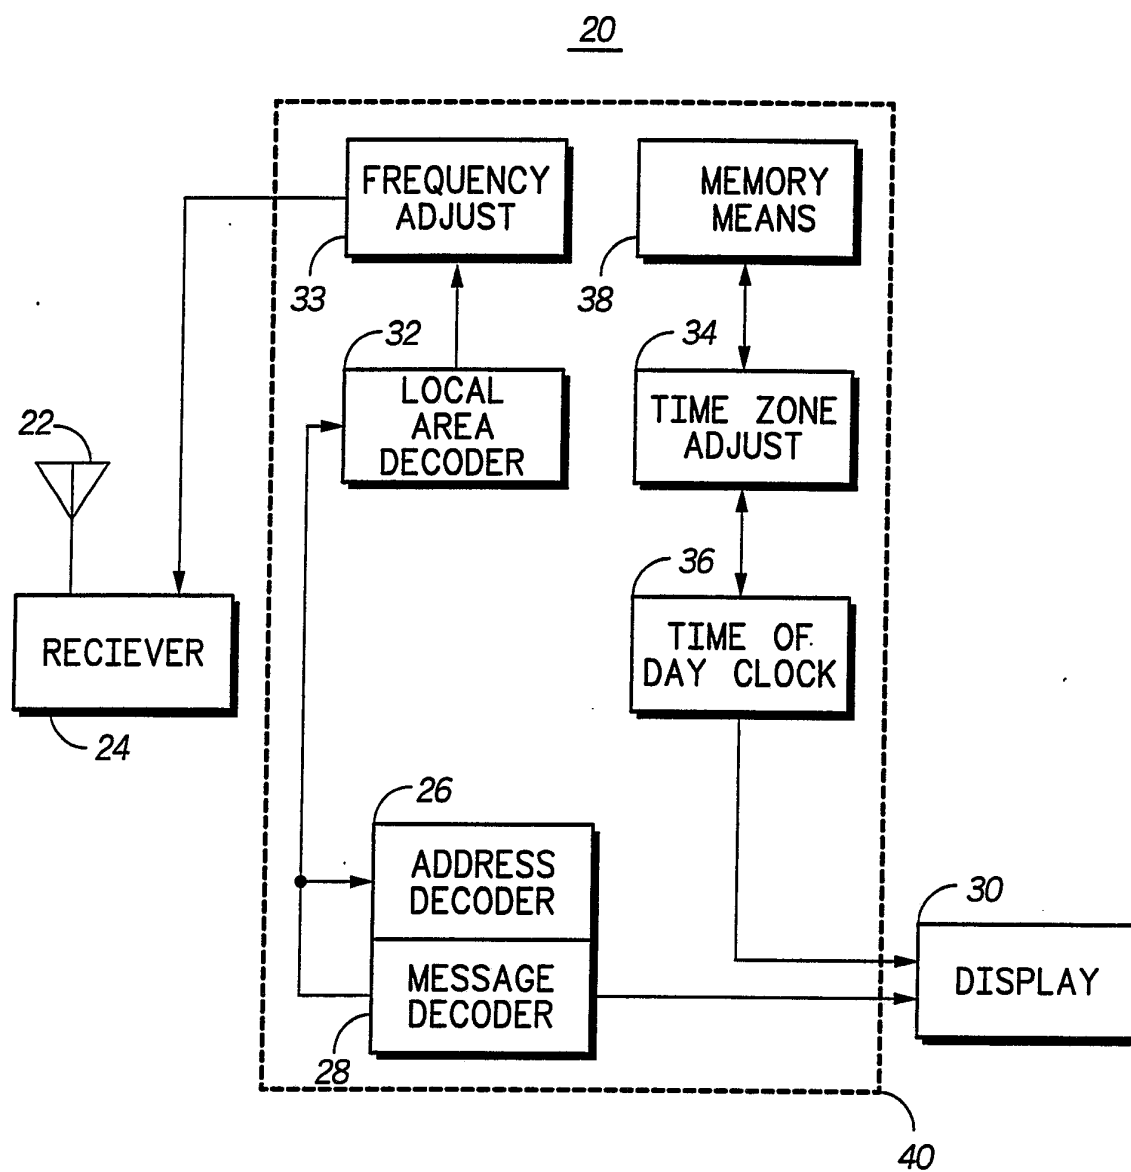 20
FREQUENCY
ADJUST
MEMORY
MEANS
33
38
32
34
LOCAL
AREA
DECODER
TIME ZONE
ADJUST
22
36
RECIEVER
TIME OF
DAY CLOCK
24
26
ADDRESS
DECODER
30
MESSAGE
DECODER
DISPLAY
28
40